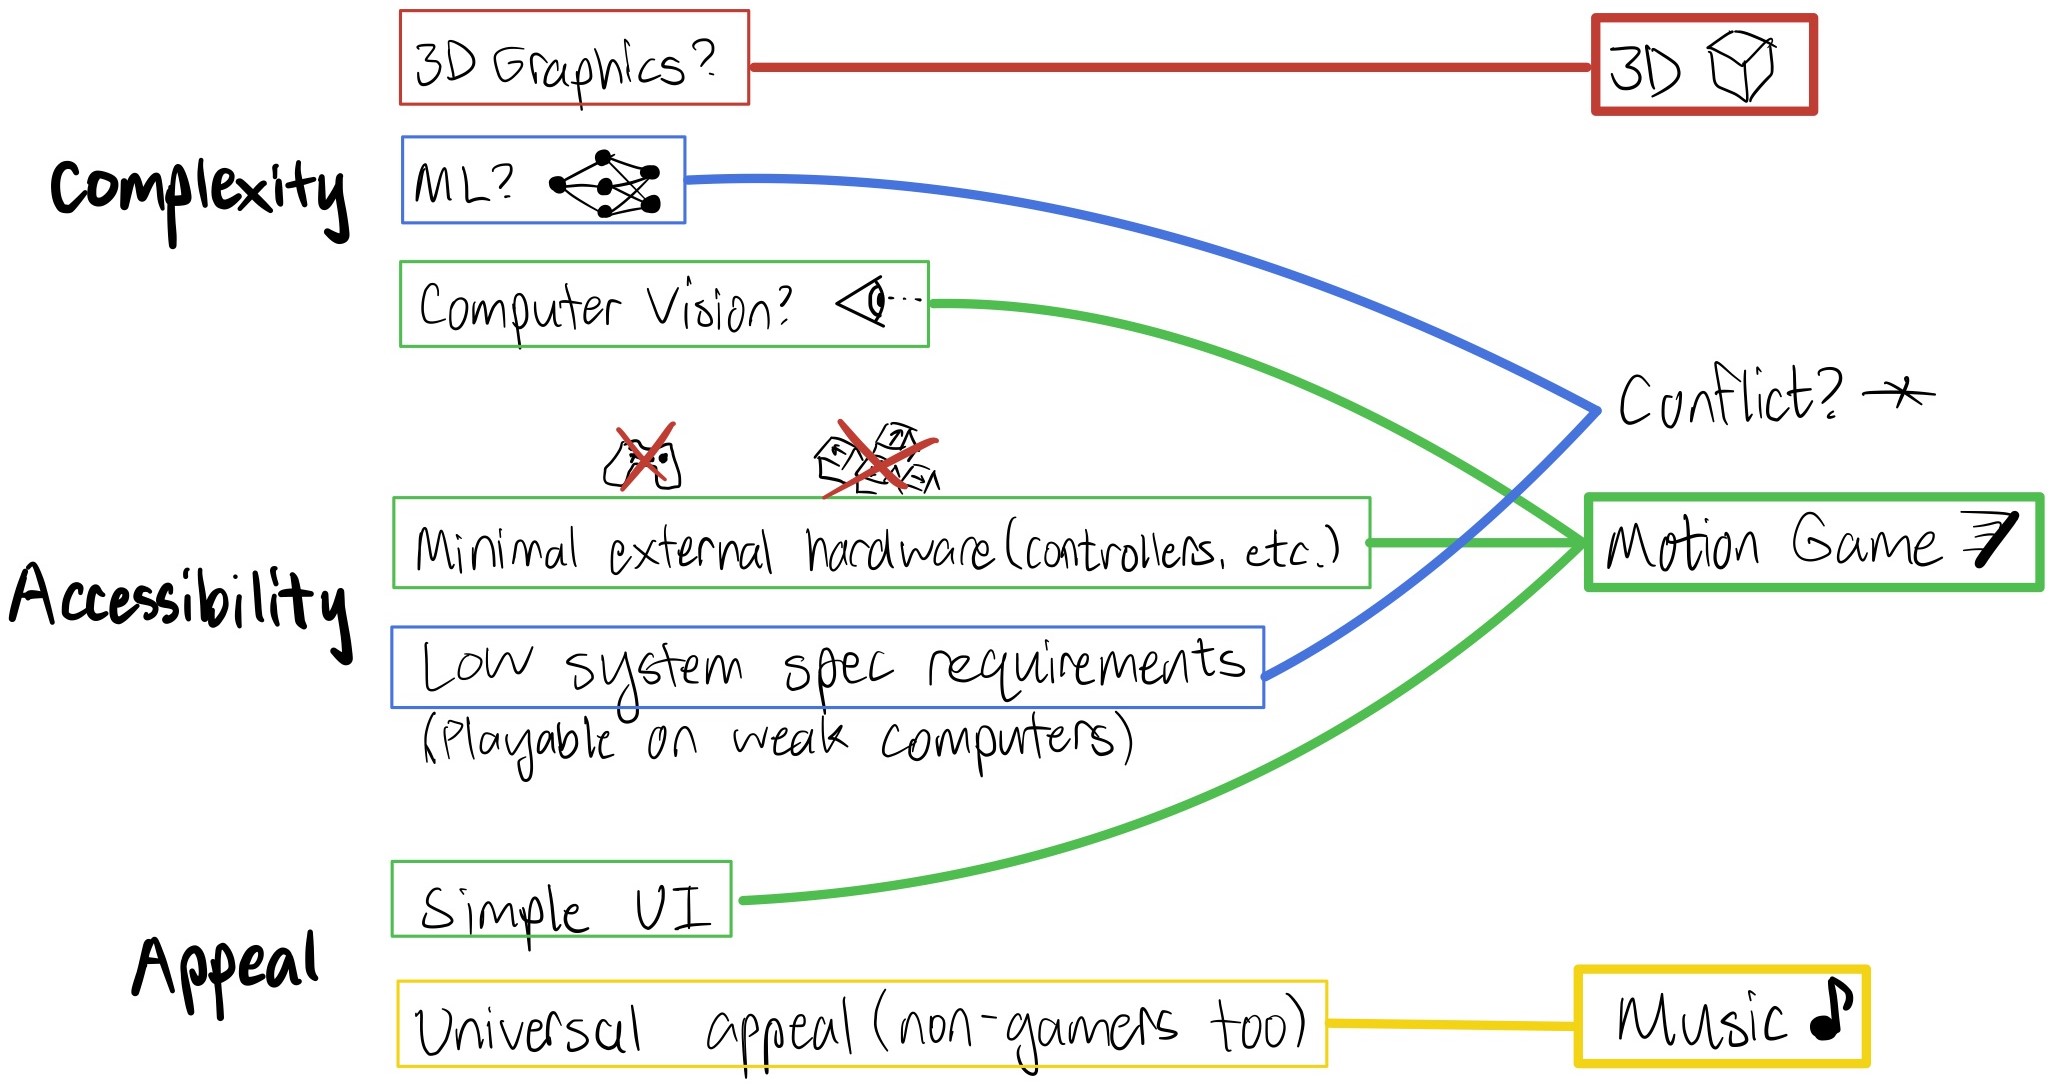 3D Graphics?
3D
Complexity
ML?
Computer Vision?
Conflict?
Accessibility
Minimal external hardware (controllers, etc.)
Motion Game
Low system spec requirements
(Playable on weak computers)
Appeal
Simple UI
Universal appeal (non-gamers too)
Music